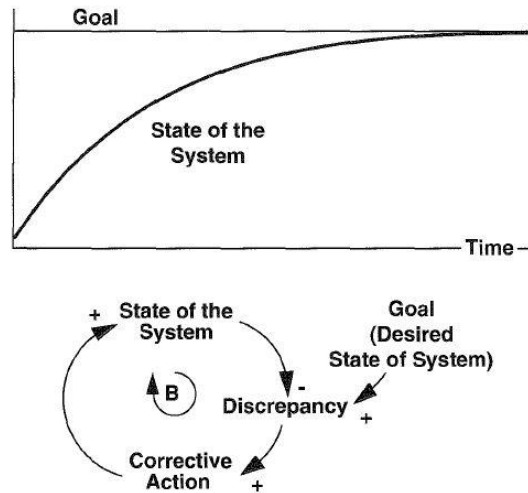 Goal
State of the
System
Time
+
State of the
System
Goal
(Desired
State of System)
B
-
Discrepancy
+
Corrective
Action
+